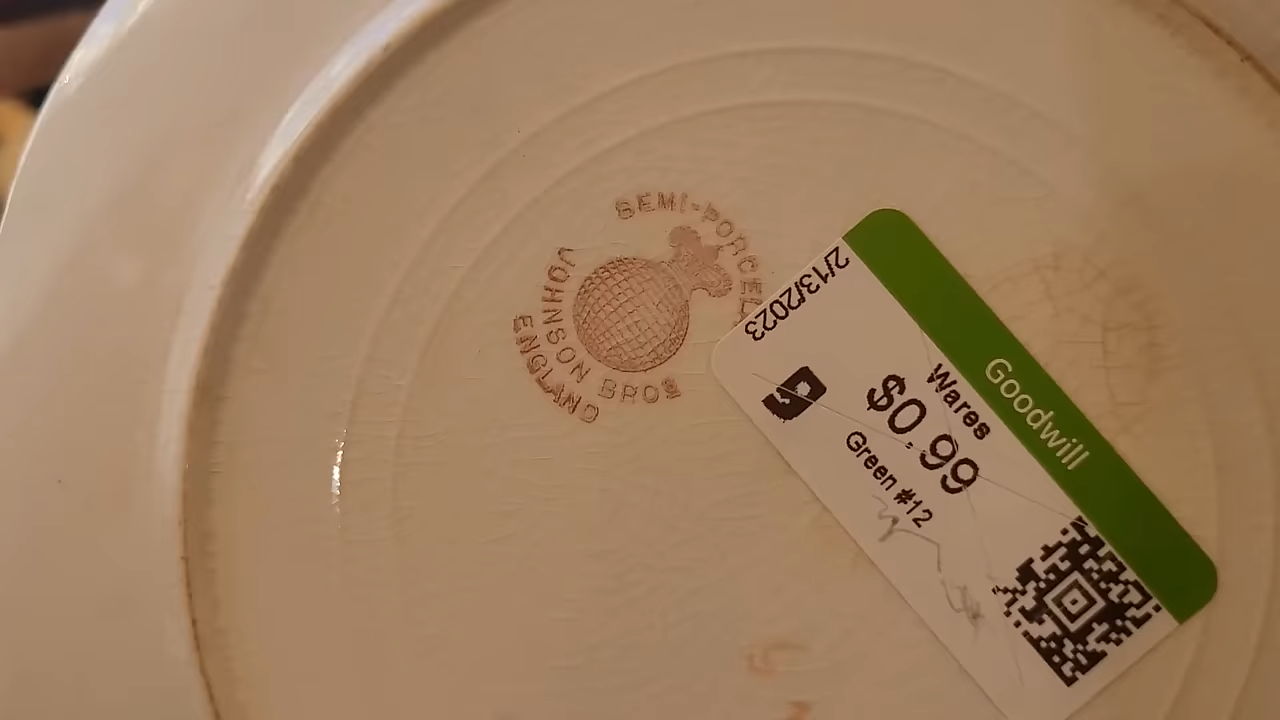 SEMI-PORCEL
JOHNSON BROS
ENGLAND
2/13/2023
Goodwill
Wares
$0.99
Green #12